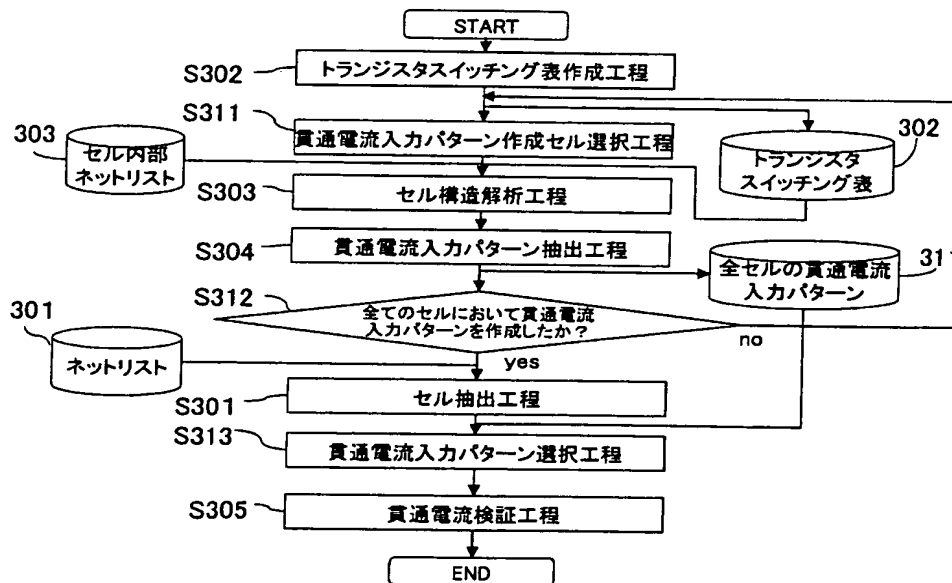 START
S302
トランジスタスイッチング表作成工程
S311
貫通電流入力パターン作成セル選択工程
303
セル内部
ネットリスト
302
トランジスタ
スイッチング表
S303
セル構造解析工程
S304
貫通電流入力パターン抽出工程
311
全セルの貫通電流
入力パターン
S312
全てのセルにおいて貫通電流
入力パターンを作成したか?
no
yes
301
ネットリスト
S301
セル抽出工程
S313
貫通電流入力パターン選択工程
S305
貫通電流検証工程
END